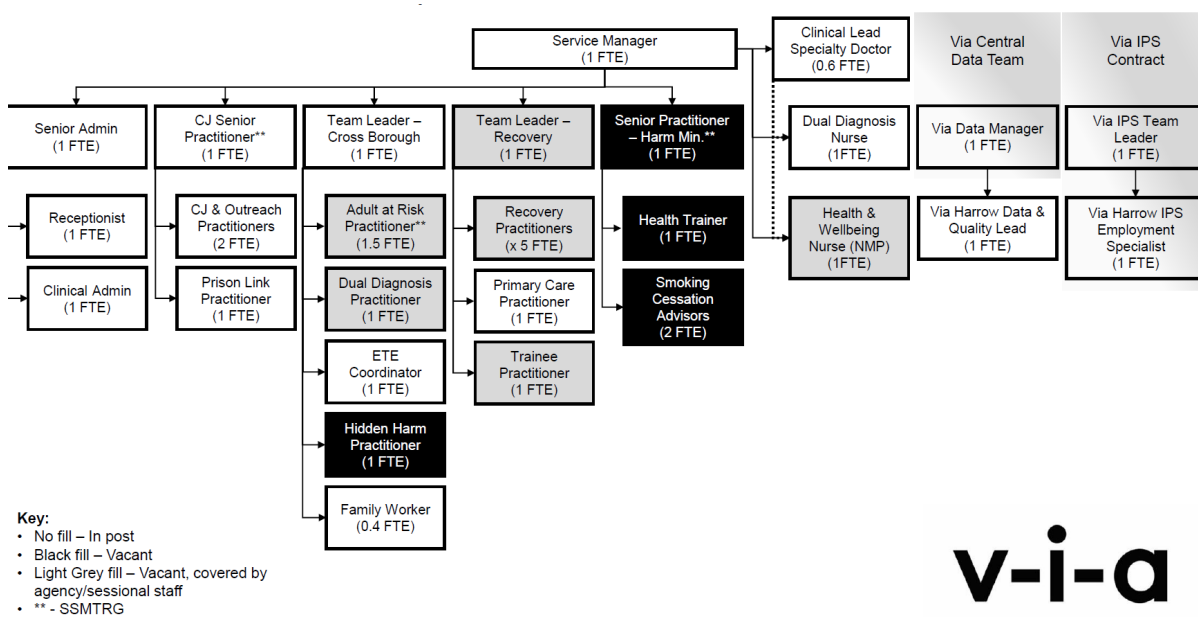 Service Manager
(1 FTE)
Clinical Lead
Specialty Doctor
(0.6 FTE)
Via Central
Data Team
Via IPS
Contract
Senior Admin
(1 FTE)
CJ Senior
Practitioner**
(1 FTE)
Team Leader –
Cross Borough
(1 FTE)
Team Leader –
Recovery
(1 FTE)
Senior Practitioner
– Harm Min.**
(1 FTE)
Dual Diagnosis
Nurse
(1FTE)
Via Data Manager
(1 FTE)
Via IPS Team
Leader
(1 FTE)
Receptionist
(1 FTE)
CJ & Outreach
Practitioners
(2 FTE)
Adult at Risk
Practitioner**
(1.5 FTE)
Recovery
Practitioners
(x 5 FTE)
Health Trainer
(1 FTE)
Health &
Wellbeing
Nurse (NMP)
(1FTE)
Via Harrow Data &
Quality Lead
(1 FTE)
Via Harrow IPS
Employment
Specialist
(1 FTE)
Clinical Admin
(1 FTE)
Prison Link
Practitioner
(1 FTE)
Dual Diagnosis
Practitioner
(1 FTE)
Primary Care
Practitioner
(1 FTE)
Smoking
Cessation
Advisors
(2 FTE)
ETE
Coordinator
(1 FTE)
Trainee
Practitioner
(1 FTE)
Hidden Harm
Practitioner
(1 FTE)
Family Worker
(0.4 FTE)
Key:
• No fill – In post
• Black fill – Vacant
• Light Grey fill – Vacant, covered by
agency/sessional staff
• ** - SSMTRG
v-i-a